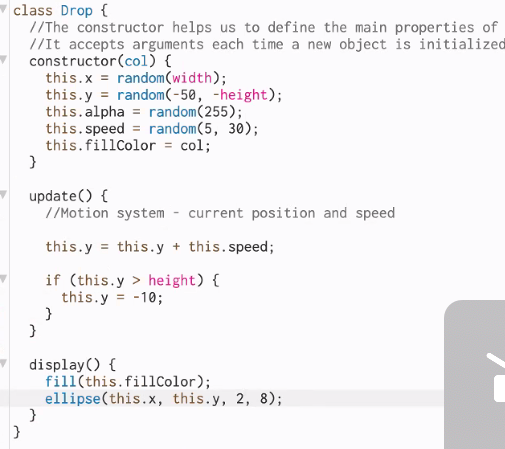 class Drop {
//The constructor helps us to define the main properties of
//It accepts arguments each time a new object is initialized
constructor(col) {
this.x = random(width);
this.y = random(-50, -height);
this.alpha = random(255);
this.speed = random(5, 30);
this.fillColor = col;
}
update() {
//Motion system - current position and speed
this.y = this.y + this.speed;
if (this.y > height) {
this.y = -10;
}
}
display() {
fill(this.fillColor);
ellipse(this.x, this.y, 2, 8);
}
}